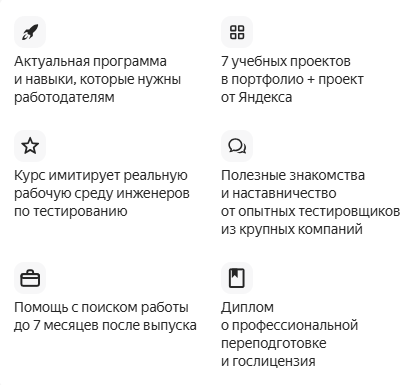 Актуальная программа
и навыки, которые нужны
работодателям
7 учебных проектов
в портфолио + проект
от Яндекса
Курс имитирует реальную
рабочую среду инженеров
по тестированию
Полезные знакомства
и наставничество
от опытных тестировщиков
из крупных компаний
Помощь с поиском работы
до 7 месяцев после выпуска
Диплом
о профессиональной
переподготовке
и гослицензия